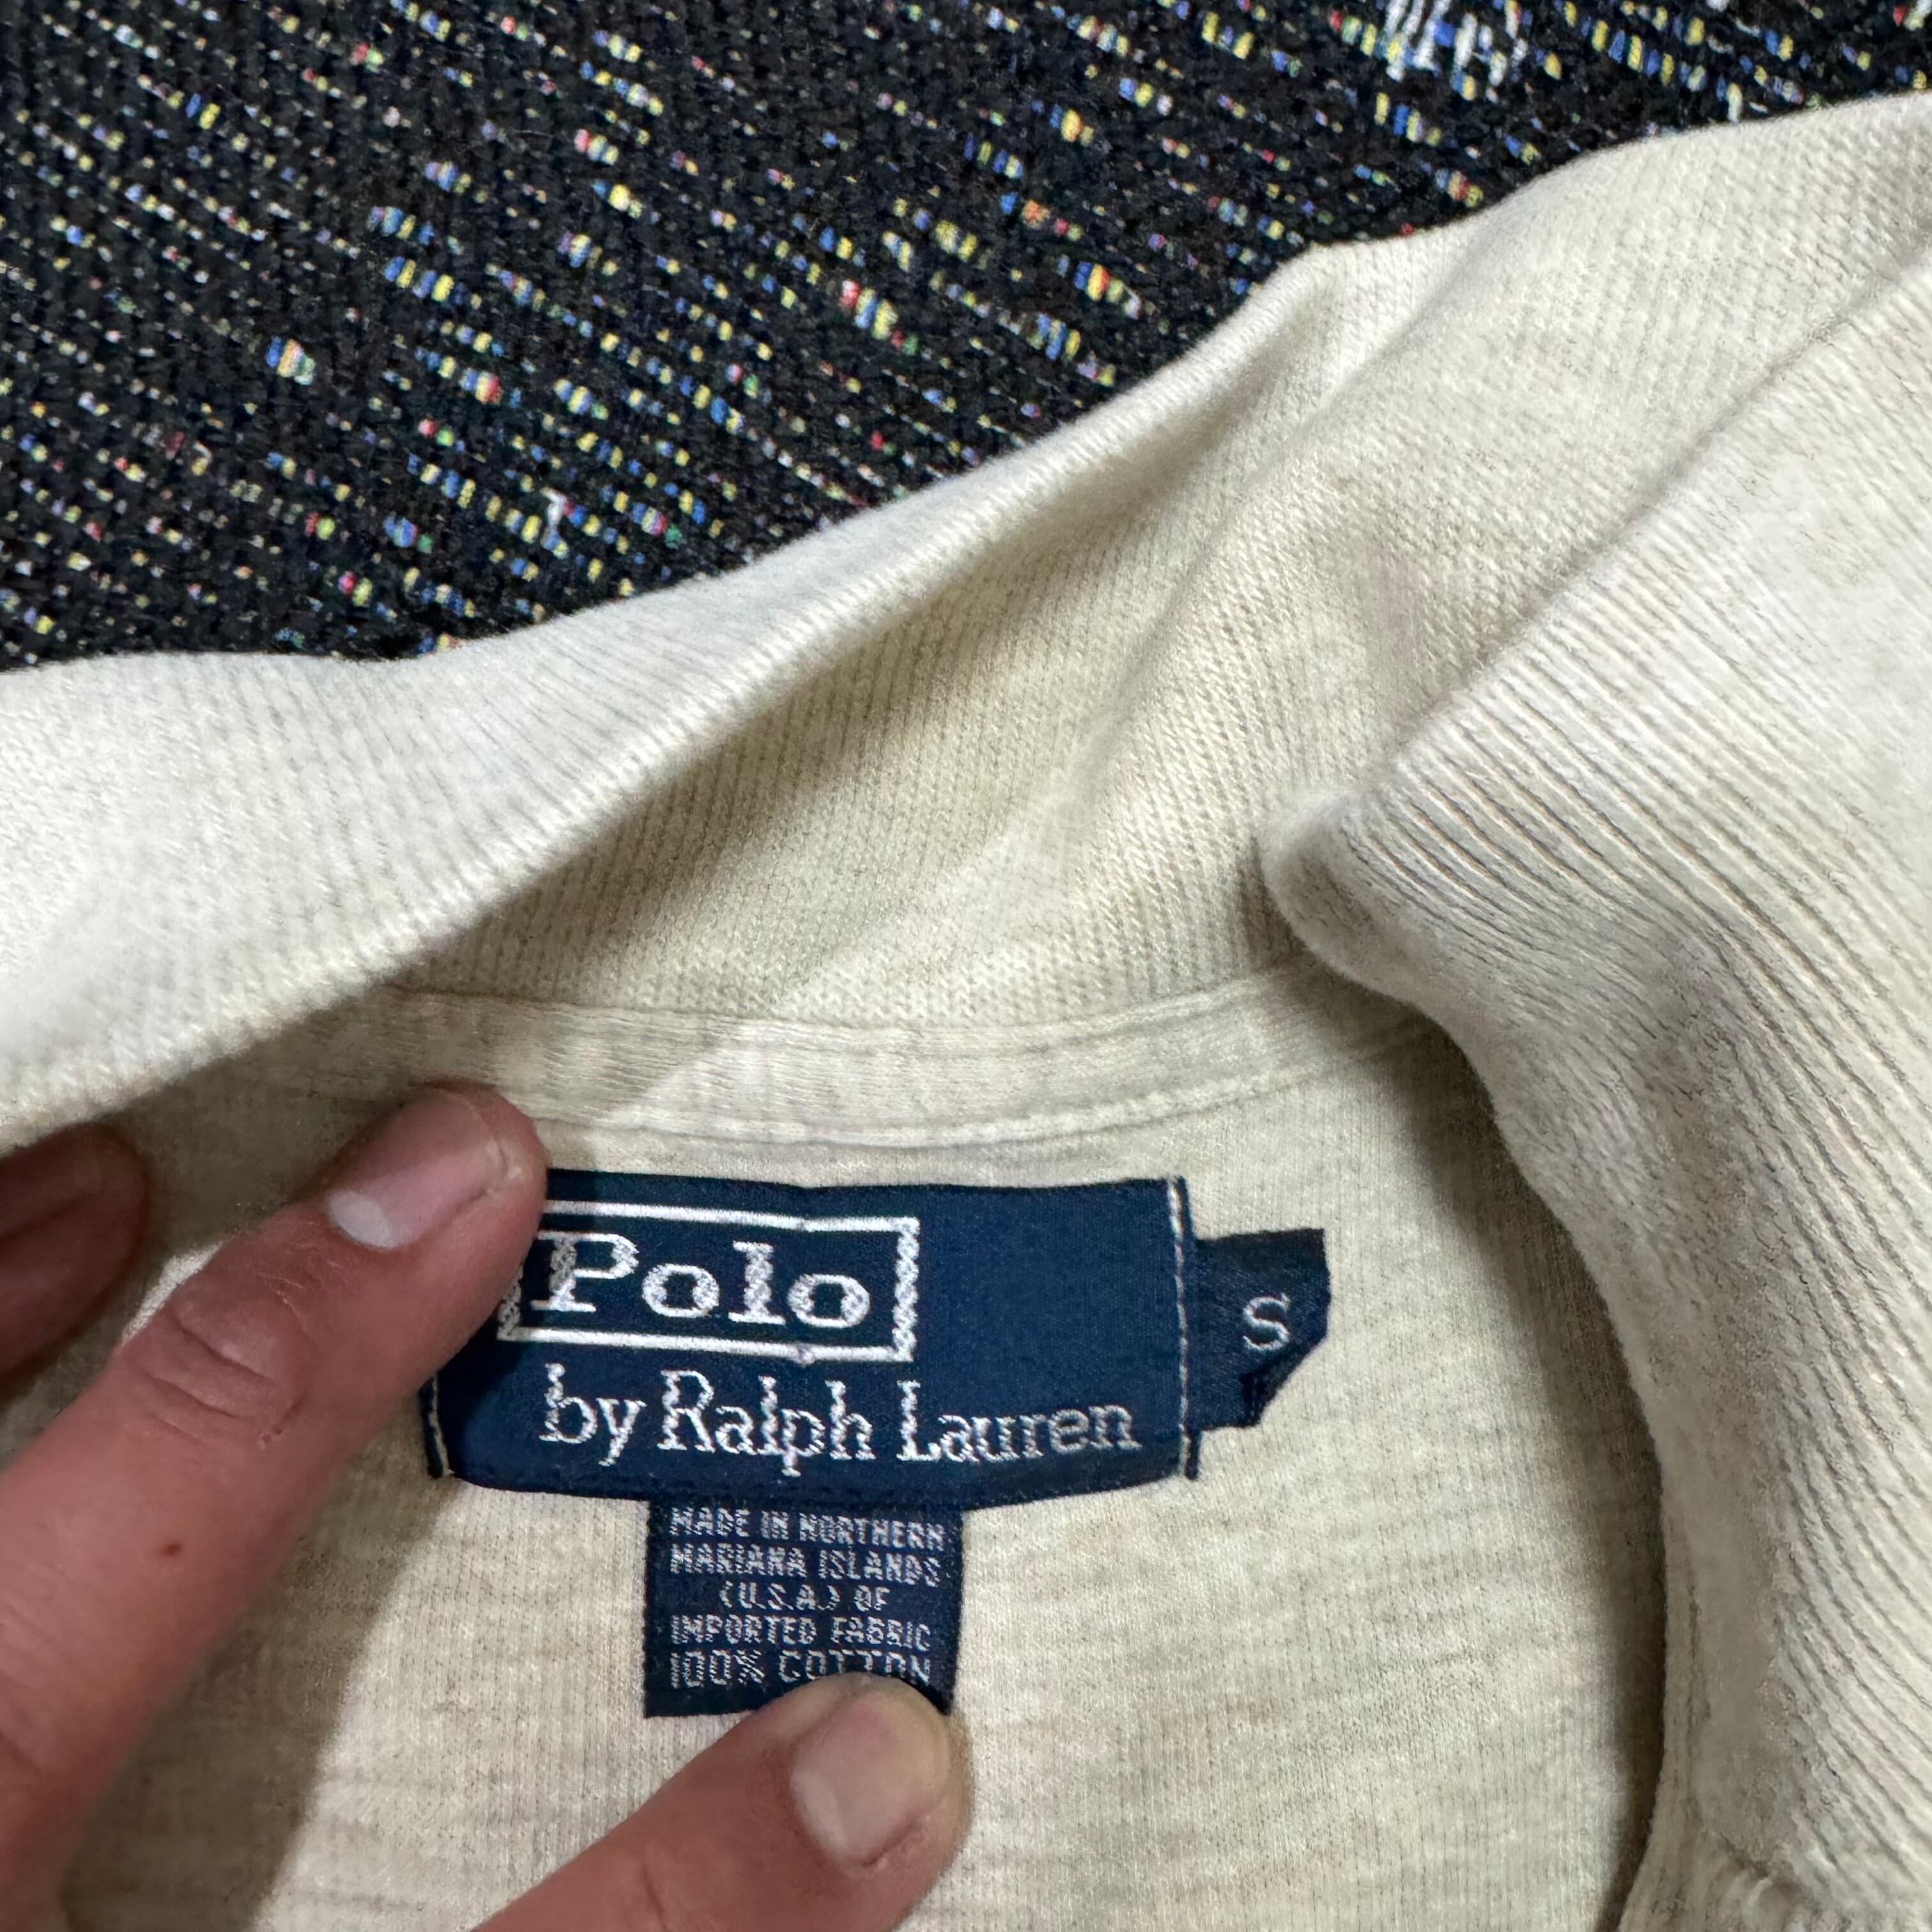 Polo
by Ralph Lauren
S
MADE IN NORTHERN
MARIANA ISLANDS
(U.S.A.) OF
IMPORTED FABRIC
100% COTTON